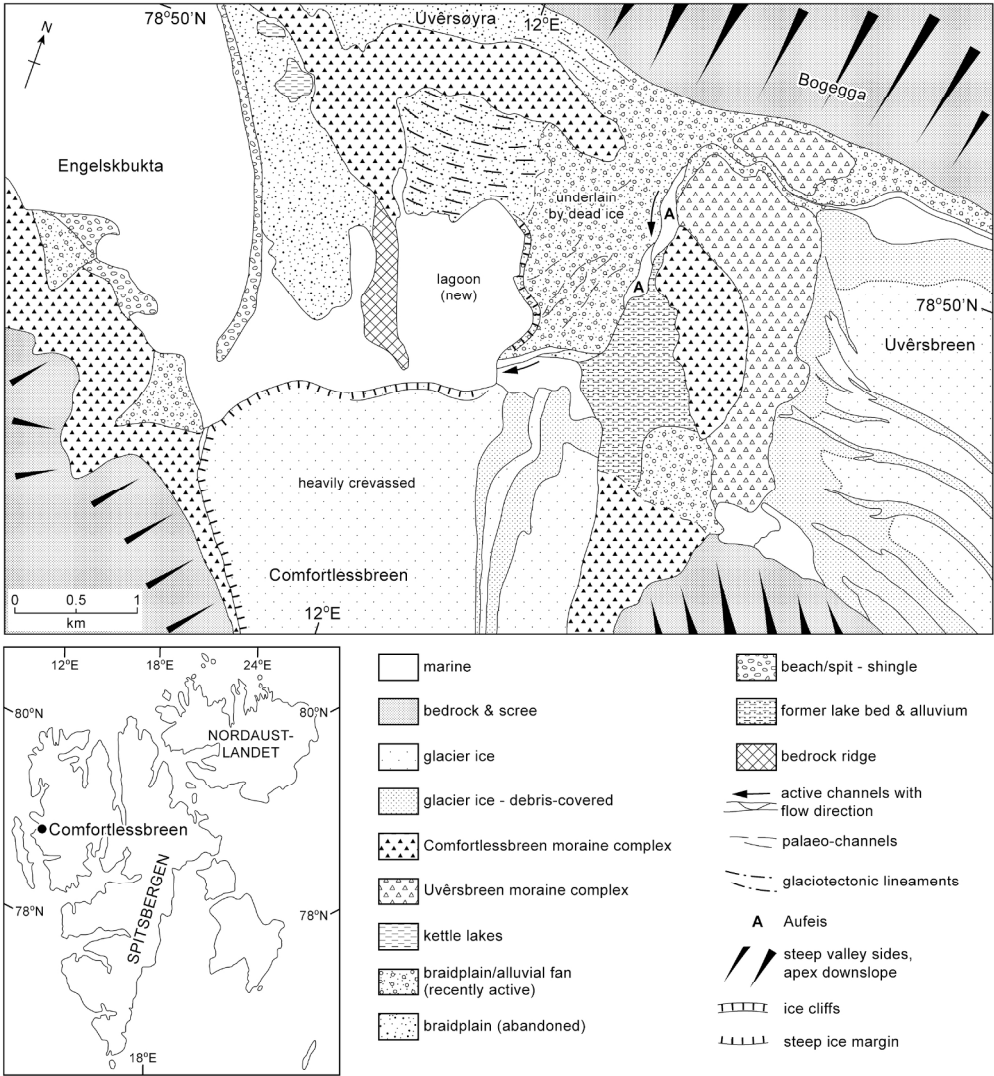 78°50'N
Uvêrsøyra
12°E
N
Bogegga
Engelskbukta
underlain
by dead ice
A
lagoon
(new)
A
78°50'N
Uvêrsbreen
heavily crevassed
Comfortlessbreen
0 0.5 1
km
12°E
12°E 18°E 24°E
80°N 80°N
NORDAUST-
LANDET
Comfortlessbreen
SPITSBERGEN
78°N 78°N
18°E
marine
bedrock & scree
glacier ice
glacier ice - debris-covered
Comfortlessbreen moraine complex
Uvêrsbreen moraine complex
kettle lakes
braidplain/alluvial fan
(recently active)
braidplain (abandoned)
beach/spit - shingle
former lake bed & alluvium
bedrock ridge
active channels with
flow direction
palaeo-channels
glaciotectonic lineaments
A Aufeis
steep valley sides,
apex downslope
ice cliffs
steep ice margin